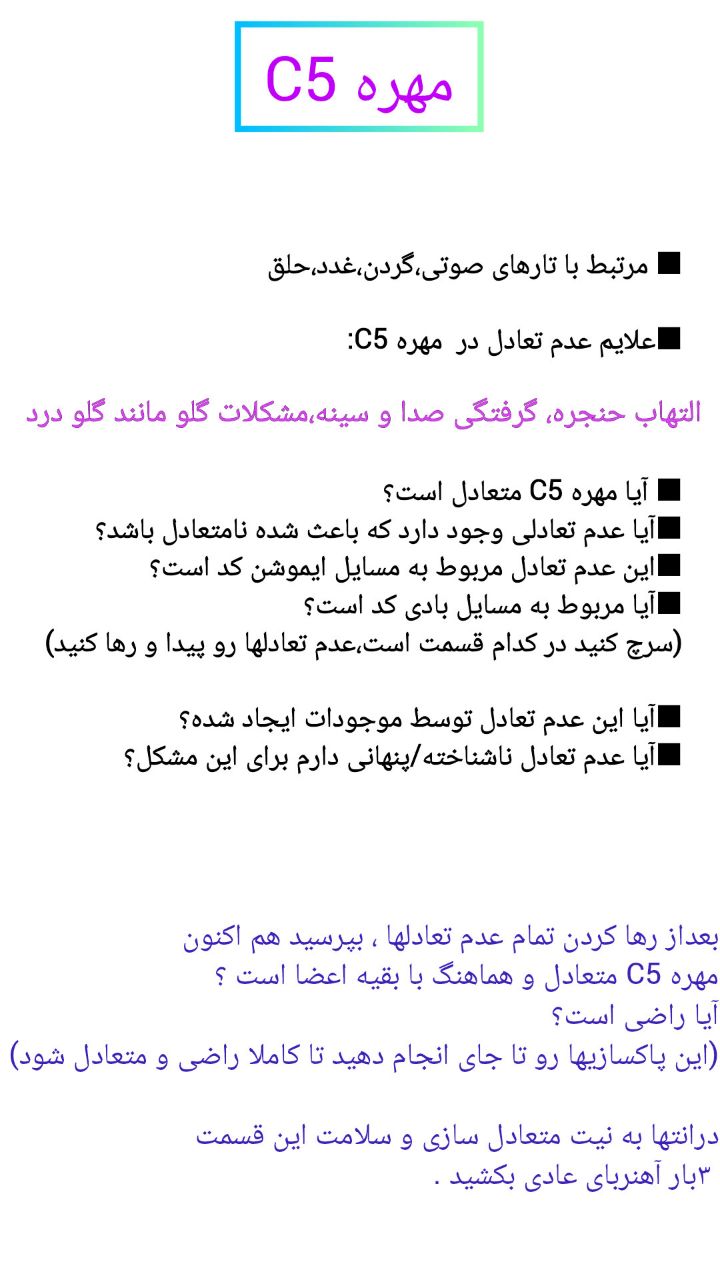 مهره C5
■ مرتبط با تارهای صوتی،گردن،غدد،حلق
■علایم عدم تعادل در  مهره C5:
التهاب حنجره، گرفتگی صدا و سینه،مشکلات گلو مانند گلو درد
■ آیا مهره C5 متعادل است؟
■آیا عدم تعادلی وجود دارد که باعث شده نامتعادل باشد؟
■این عدم تعادل مربوط به مسایل ایموشن کد است؟
■آیا مربوط به مسایل بادی کد است؟
(سرچ کنید در کدام قسمت است،عدم تعادلها رو پیدا و رها کنید)
■آیا این عدم تعادل توسط موجودات ایجاد شده؟
■آیا عدم تعادل ناشناخته/پنهانی دارم برای این مشکل؟
بعداز رها کردن تمام عدم تعادلها ، بپرسید هم اکنون
مهره C5 متعادل و هماهنگ با بقیه اعضا است ؟
آیا راضی است؟
(این پاکسازیها رو تا جای انجام دهید تا کاملا راضی و متعادل شود)
درانتها به نیت متعادل سازی و سلامت این قسمت
۳بار آهنربای عادی بکشید .